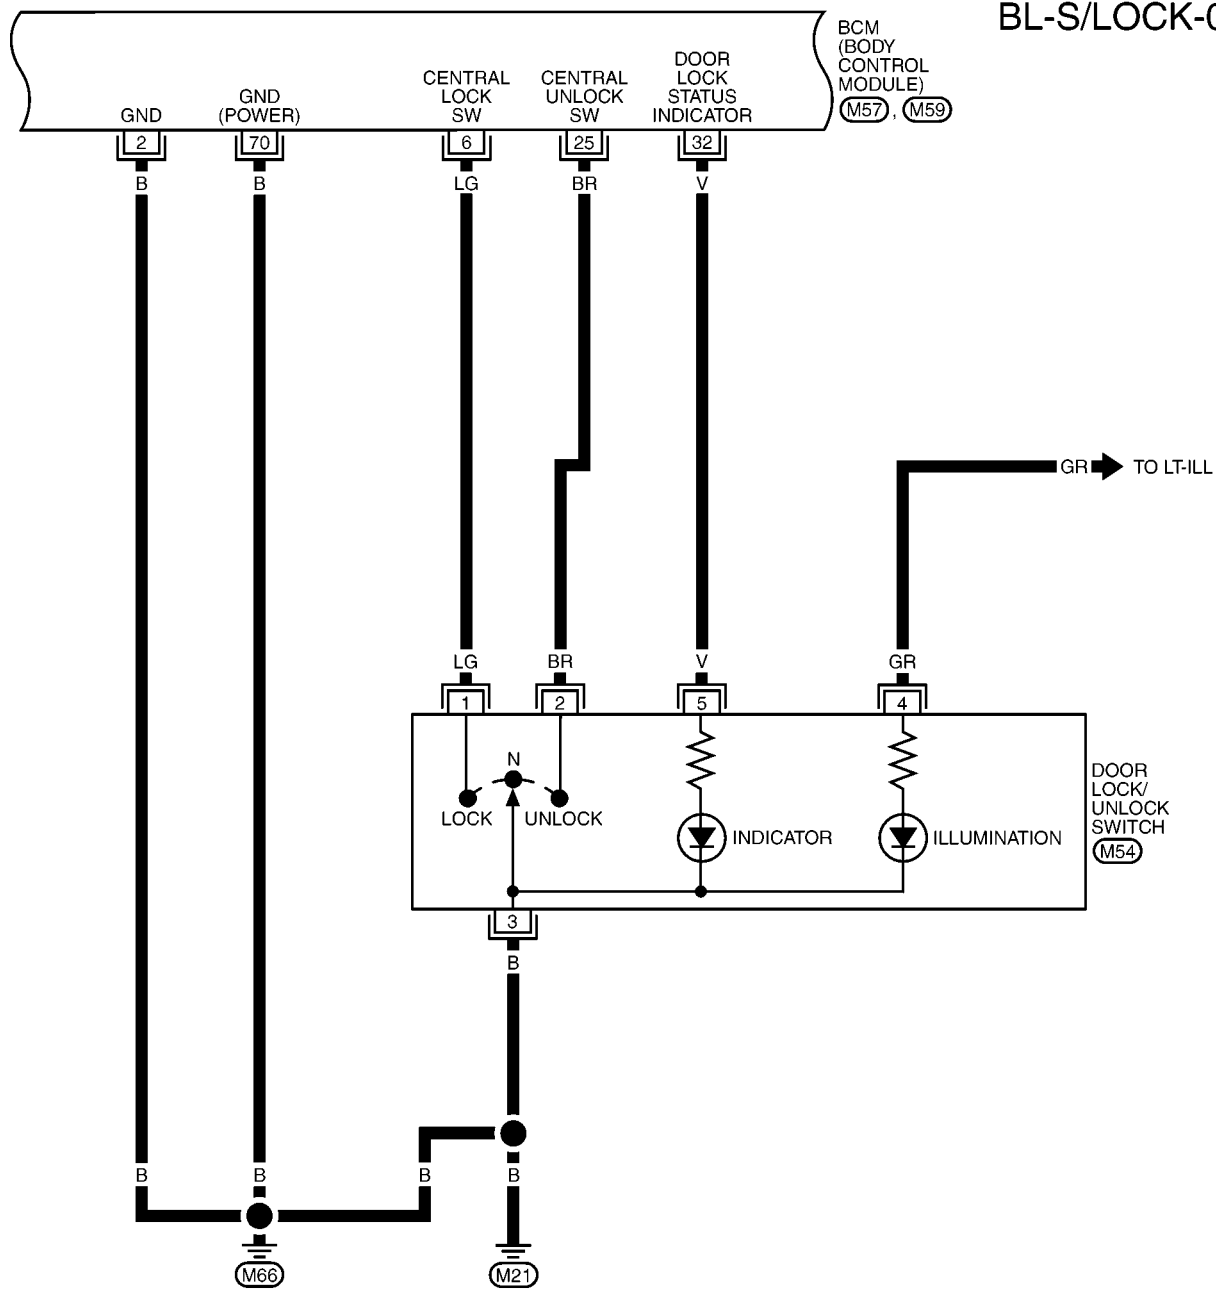 BL-S/LOCK-0
BCM
(BODY
CONTROL
MODULE)
M57 , M59
GND
GND
(POWER)
CENTRAL
LOCK
SW
CENTRAL
UNLOCK
SW
DOOR
LOCK
STATUS
INDICATOR
2 70 6 25 32
B B LG BR V
GR TO LT-ILL
LG BR V GR
1 2 5 4
N
LOCK UNLOCK
INDICATOR
ILLUMINATION
DOOR
LOCK/
UNLOCK
SWITCH
M54
3
B
B B B B
M66 M21